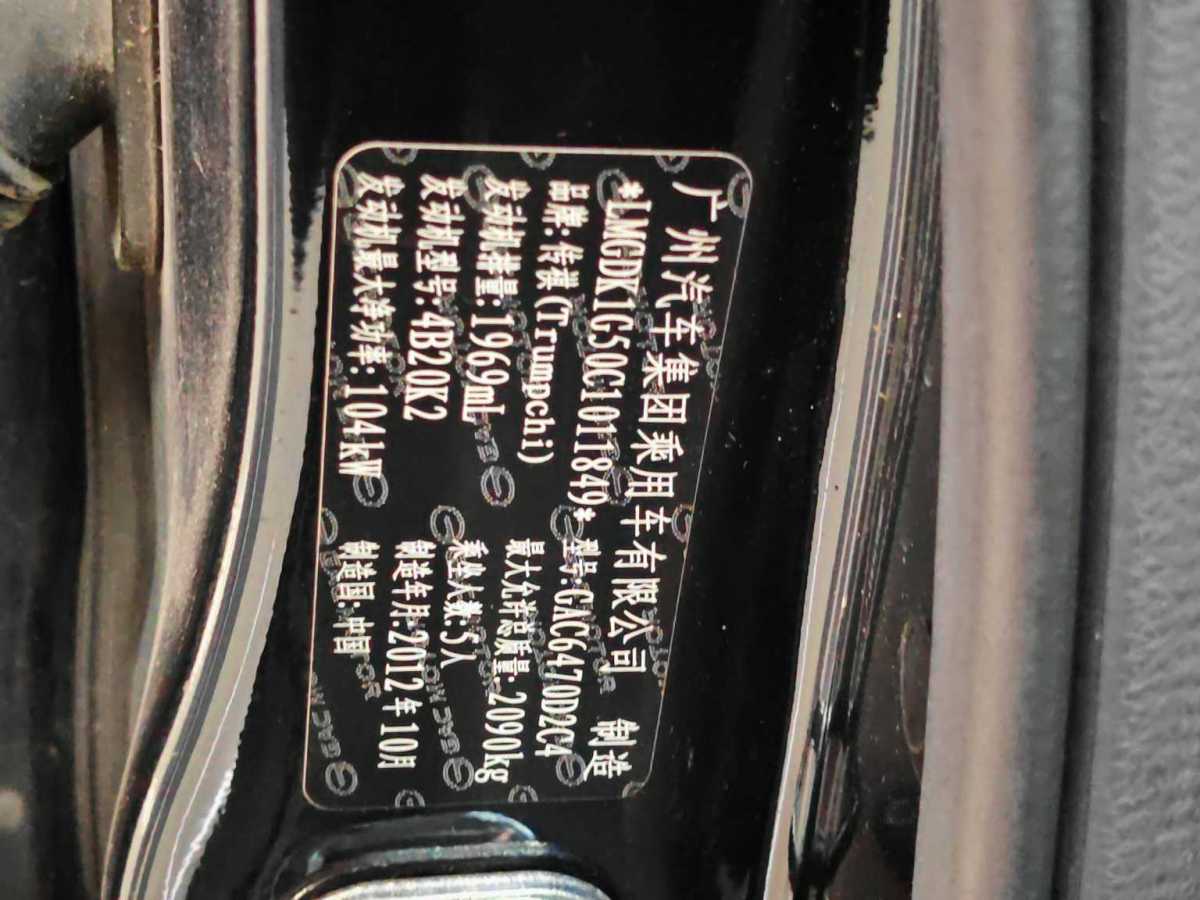 广州汽车集团乘用车有限公司 制造
*LMGDK1G50C1011849*
品牌:传祺(Trumpchi) 型号:GAC6470D2C4
发动机排量:1969mL 最大允许总质量:2090kg
发动机型号:4B20K2 乘坐人数:5人
发动机最大净功率:104kW 制造年月:2012年10月
制造国:中国